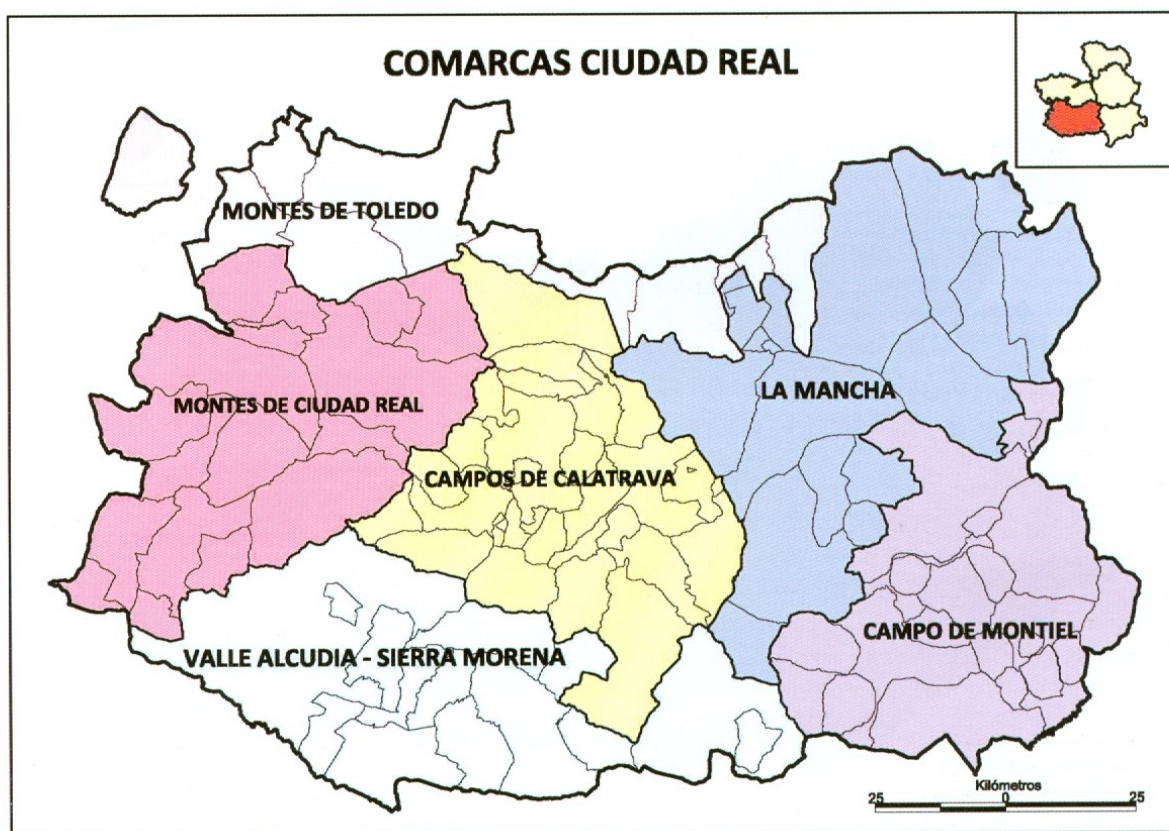 COMARCAS CIUDAD REAL
MONTES DE TOLEDO
MONTES DE CIUDAD REAL
LA MANCHA
CAMPOS DE CALATRAVA
CAMPO DE MONTIEL
VALLE ALCUDIA - SIERRA MORENA
Kilómetros
25 0 25